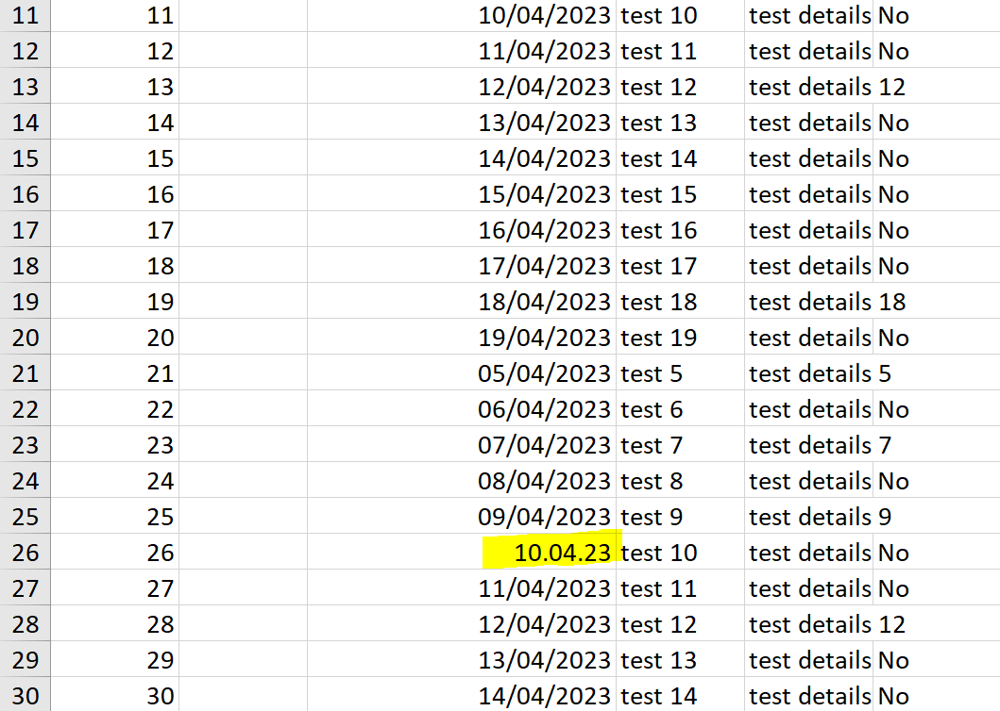 11 11 10/04/2023 test 10 test details No
12 12 11/04/2023 test 11 test details No
13 13 12/04/2023 test 12 test details 12
14 14 13/04/2023 test 13 test details No
15 15 14/04/2023 test 14 test details No
16 16 15/04/2023 test 15 test details No
17 17 16/04/2023 test 16 test details No
18 18 17/04/2023 test 17 test details No
19 19 18/04/2023 test 18 test details 18
20 20 19/04/2023 test 19 test details No
21 21 05/04/2023 test 5 test details 5
22 22 06/04/2023 test 6 test details No
23 23 07/04/2023 test 7 test details 7
24 24 08/04/2023 test 8 test details No
25 25 09/04/2023 test 9 test details 9
26 26 10.04.23 test 10 test details No
27 27 11/04/2023 test 11 test details No
28 28 12/04/2023 test 12 test details 12
29 29 13/04/2023 test 13 test details No
30 30 14/04/2023 test 14 test details No